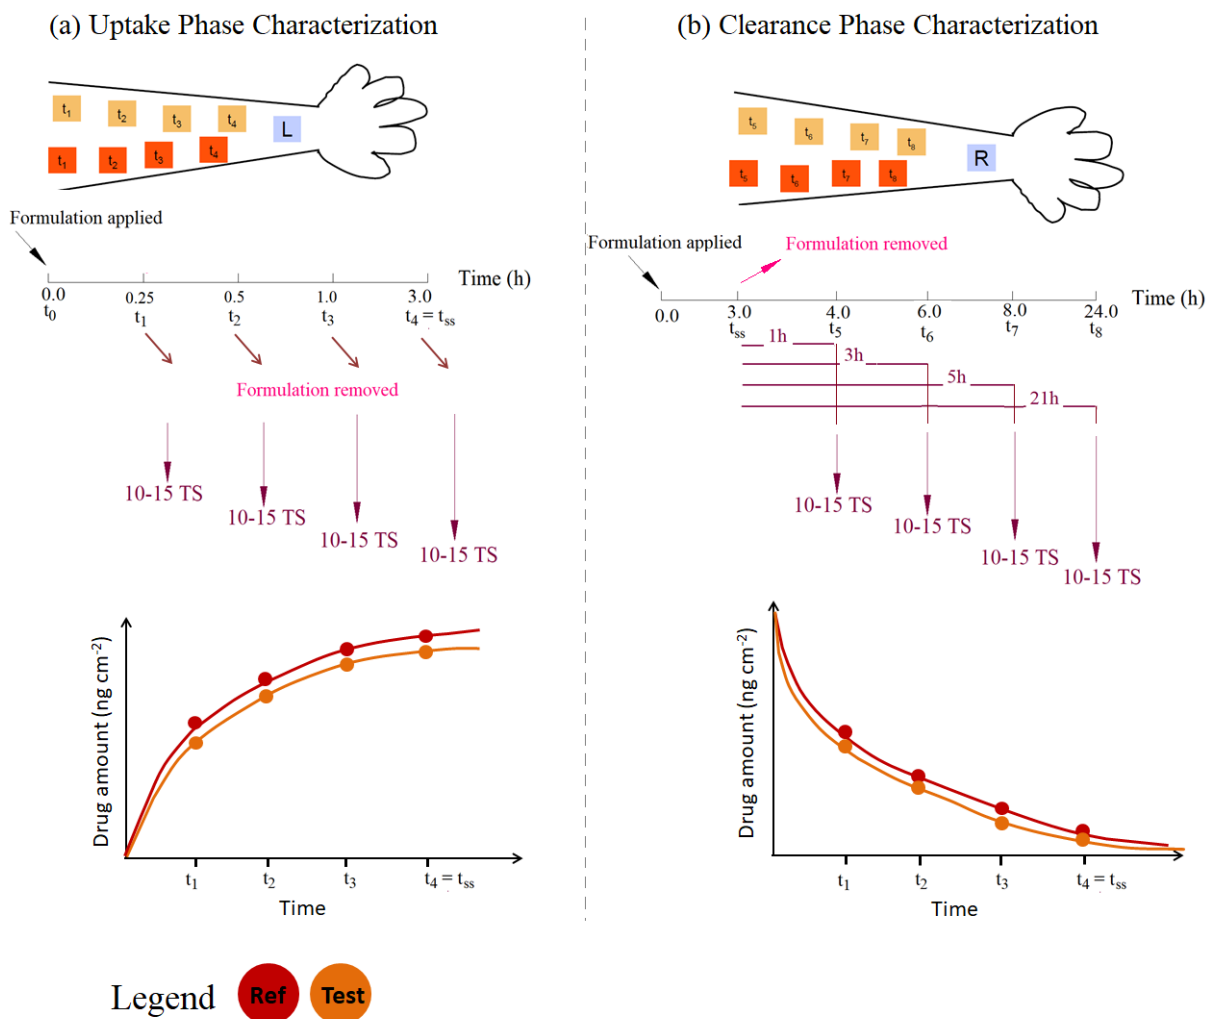 (a) Uptake Phase Characterization
t1 t2 t3 t4
L
t1 t2 t3 t4
Formulation applied
Time (h)
0.0 0.25 0.5 1.0 3.0
t0 t1 t2 t3 t4 = tss
Formulation removed
10-15 TS
10-15 TS
10-15 TS
10-15 TS
Drug amount (ng cm-2)
t1 t2 t3 t4 = tss
Time
(b) Clearance Phase Characterization
t5 t6 t7 t8
R
t5 t6 t7 t8
Formulation applied
Formulation removed
Time (h)
0.0 3.0 4.0 6.0 8.0 24.0
tss t5 t6 t7 t8
1h
3h
5h
21h
10-15 TS
10-15 TS
10-15 TS
10-15 TS
Drug amount (ng cm-2)
t1 t2 t3 t4 = tss
Time
Legend Ref Test